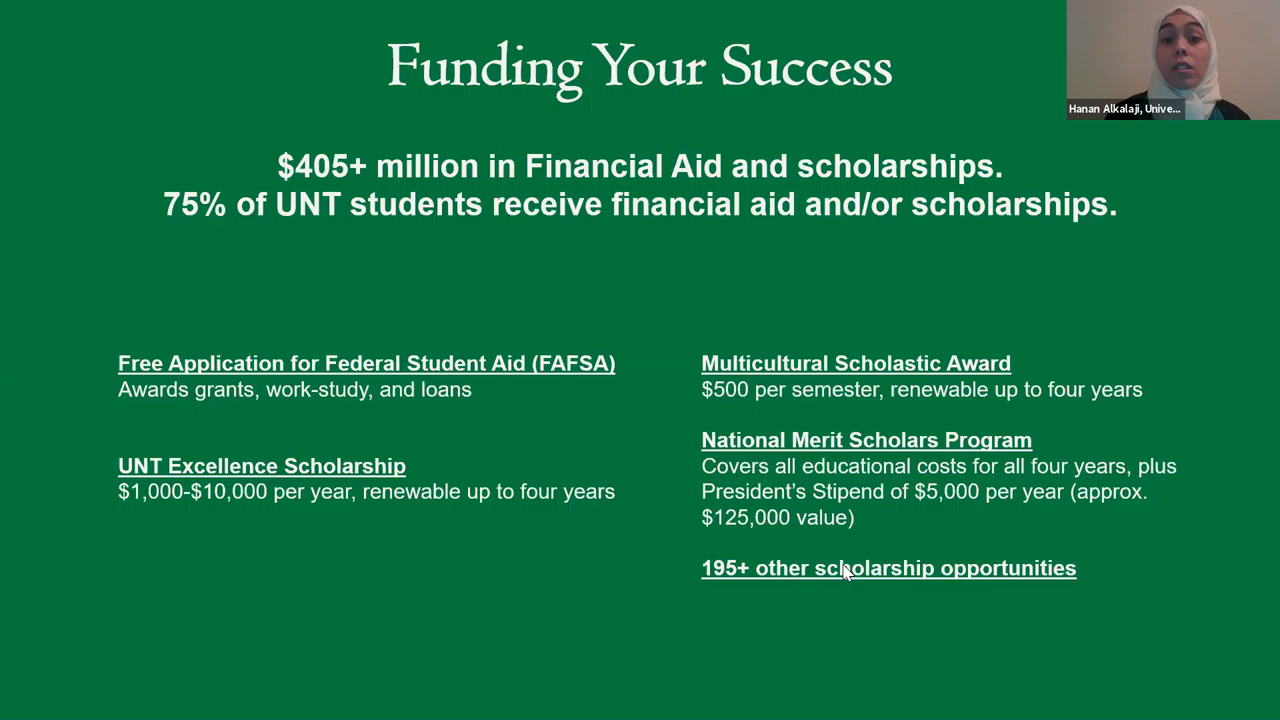 Funding Your Success
Hanan Alkalaji, Unive...
$405+ million in Financial Aid and scholarships.
75% of UNT students receive financial aid and/or scholarships.
Free Application for Federal Student Aid (FAFSA)
Awards grants, work-study, and loans
UNT Excellence Scholarship
$1,000-$10,000 per year, renewable up to four years
Multicultural Scholastic Award
$500 per semester, renewable up to four years
National Merit Scholars Program
Covers all educational costs for all four years, plus
President’s Stipend of $5,000 per year (approx.
$125,000 value)
195+ other scholarship opportunities